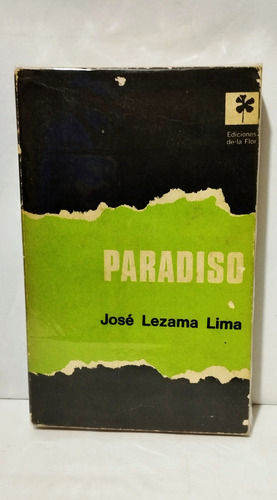 Ediciones
de la Flor
PARADISO
José Lezama Lima